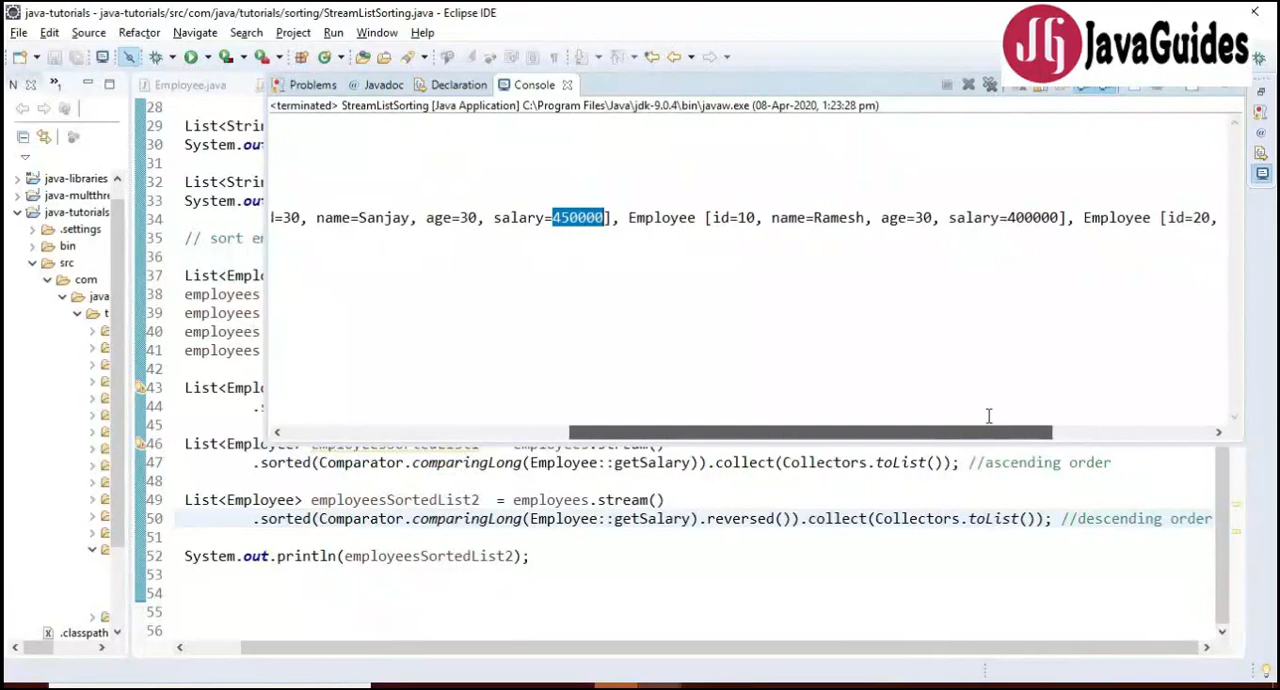 java-tutorials - java-tutorials/src/com/java/tutorials/sorting/StreamListSorting.java - Eclipse IDE
JG JavaGuides
File Edit Source Refactor Navigate Search Project Run Window Help
N Employee.java Problems @ Javadoc Declaration Console
<terminated> StreamListSorting [Java Application] C:\Program Files\Java\jdk-9.0.4\bin\javaw.exe (08-Apr-2020, 1:23:28 pm)
d=30, name=Sanjay, age=30, salary=450000], Employee [id=10, name=Ramesh, age=30, salary=400000], Employee [id=20,
java-libraries
java-multthre
java-tutorials
.settings
bin
src
com
java
t
.classpath
28
29 List<Strin
30 System.out
31
32 List<Strin
33 System.out
34
35 // sort em
36
37 List<Empl
38 employees
39 employees
40 employees
41 employees
42
43 List<Emplo
44 .s
45
46 List<Employee> employeesSortedList1 = employees.stream()
47 .sorted(Comparator.comparingLong(Employee::getSalary)).collect(Collectors.toList()); //ascending order
48
49 List<Employee> employeesSortedList2 = employees.stream()
50 .sorted(Comparator.comparingLong(Employee::getSalary).reversed()).collect(Collectors.toList()); //descending order
51
52 System.out.println(employeesSortedList2);
53
54
55
56